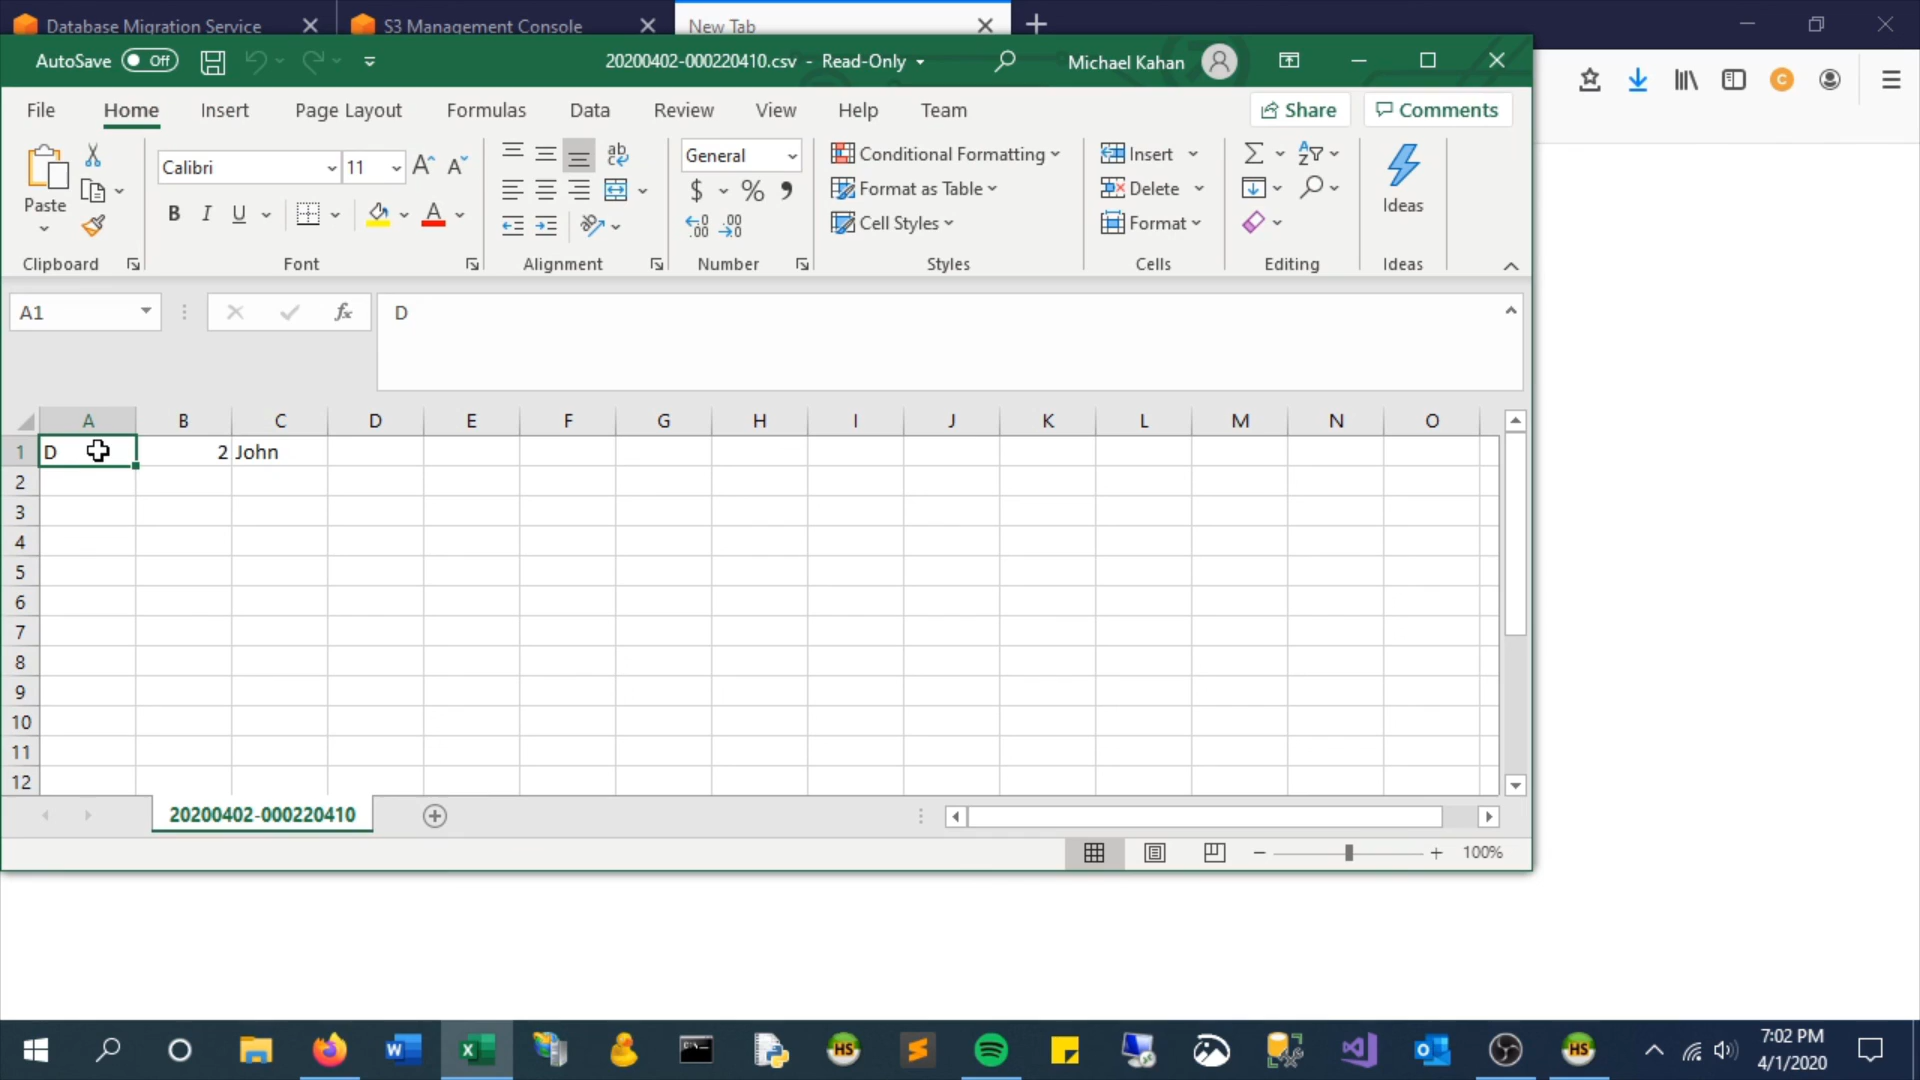 Database Migration Service
S3 Management Console
New Tab
AutoSave Off
20200402-000220410.csv - Read-Only
Michael Kahan
File Home Insert Page Layout Formulas Data Review View Help Team
Share
Comments
Calibri 11
General
Conditional Formatting
Insert
Format as Table
Delete
Paste
Cell Styles
Format
Ideas
B I U
$ %
Clipboard Font Alignment Number Styles Cells Editing Ideas
A1
fx
D
A B C D E F G H I J K L M N O
1 D 2 John
2
3
4
5
6
7
8
9
10
11
12
20200402-000220410
100%
7:02 PM
4/1/2020